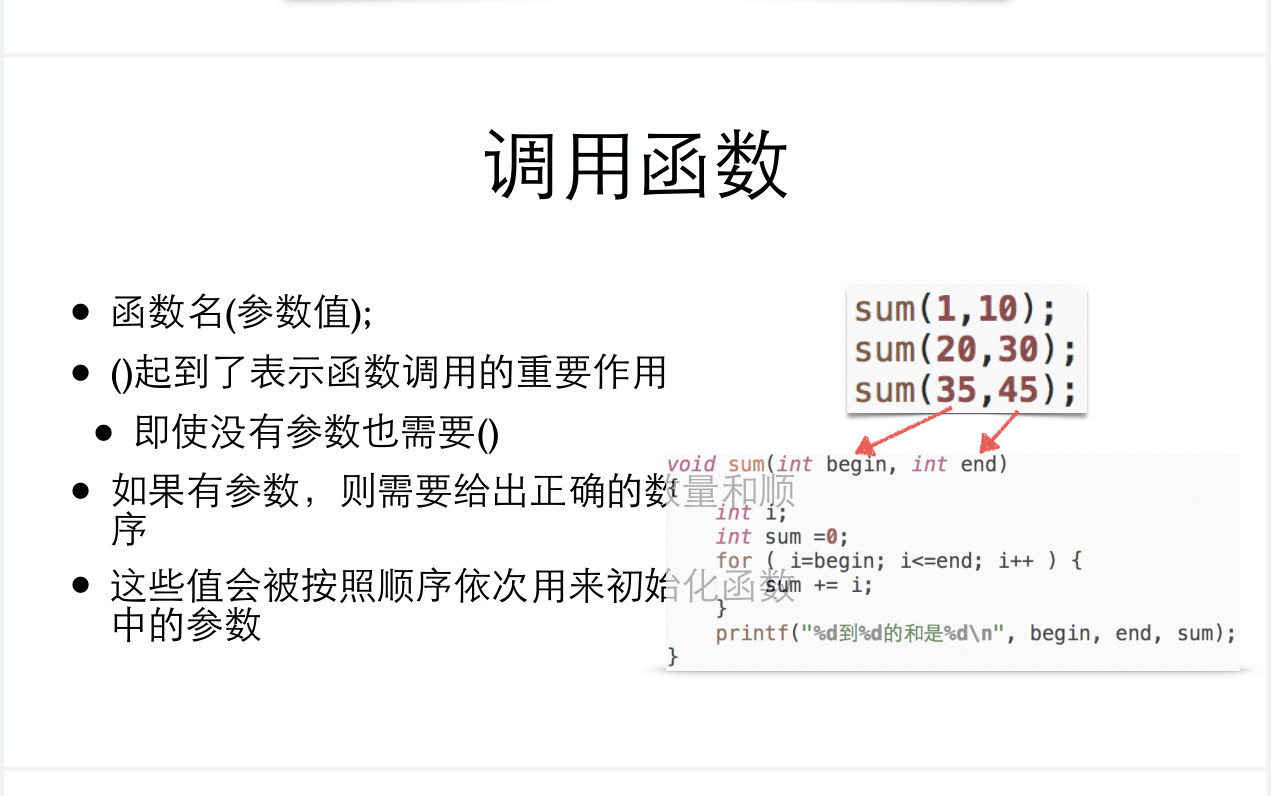 调用函数
● 函数名(参数值);
● ()起到了表示函数调用的重要作用
● 即使没有参数也需要()
● 如果有参数，则需要给出正确的数量和顺
序
● 这些值会被按照顺序依次用来初始化函数
中的参数
sum(1,10);
sum(20,30);
sum(35,45);
void sum(int begin, int end)
{
    int i;
    int sum =0;
    for ( i=begin; i<=end; i++ ) {
        sum += i;
    }
    printf("%d到%d的和是%d\n", begin, end, sum);
}